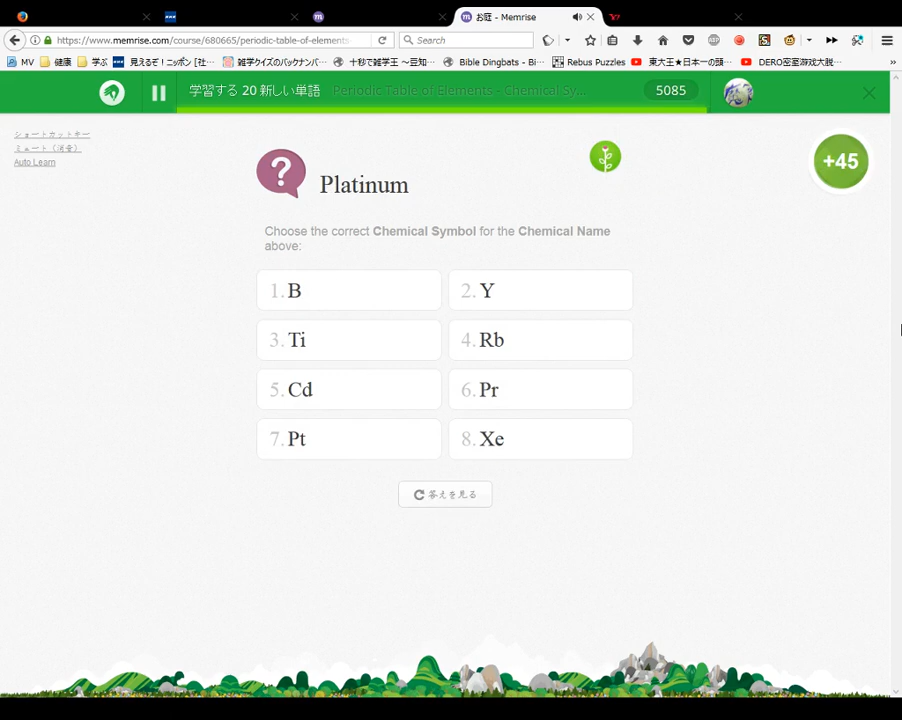 お庭 - Memrise
https://www.memrise.com/course/680665/periodic-table-of-elements
Search
MV
健康
学ぶ
見えるぞ！ニッポン [社…
雑学クイズのバックナンバ…
十秒で雑学王 ～豆知…
Bible Dingbats - Bi…
Rebus Puzzles
東大王★日本一の頭…
DERO密室游戏大脱…
学習する 20 新しい単語
Periodic Table of Elements - Chemical Sy...
5085
ショートカットキー
ミュート（消音）
Auto Learn
+45
?
Platinum
Choose the correct Chemical Symbol for the Chemical Name
above:
1. B
2. Y
3. Ti
4. Rb
5. Cd
6. Pr
7. Pt
8. Xe
答えを見る